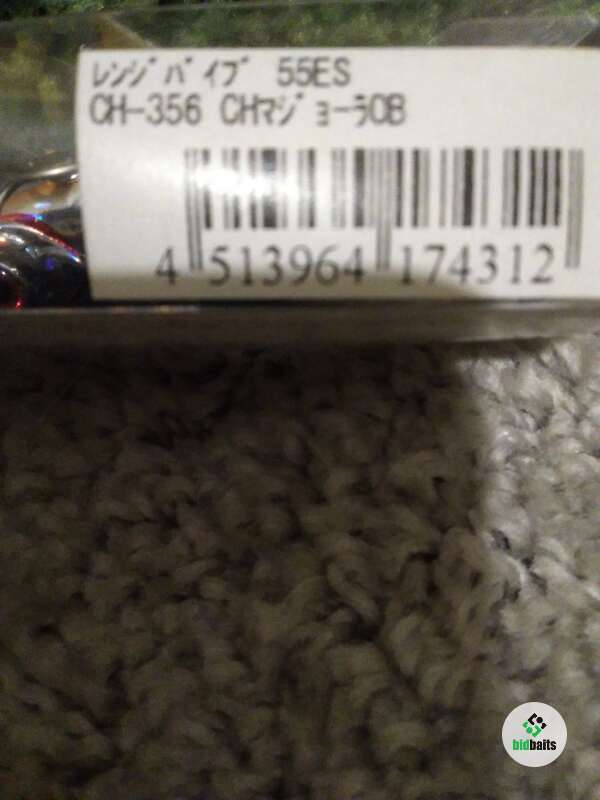 ﾚﾝｼﾞﾊﾞｲﾌﾞ 55ES
CH-356 CHﾏｼﾞｮｰﾗOB
4 513964 174312
bidbaits